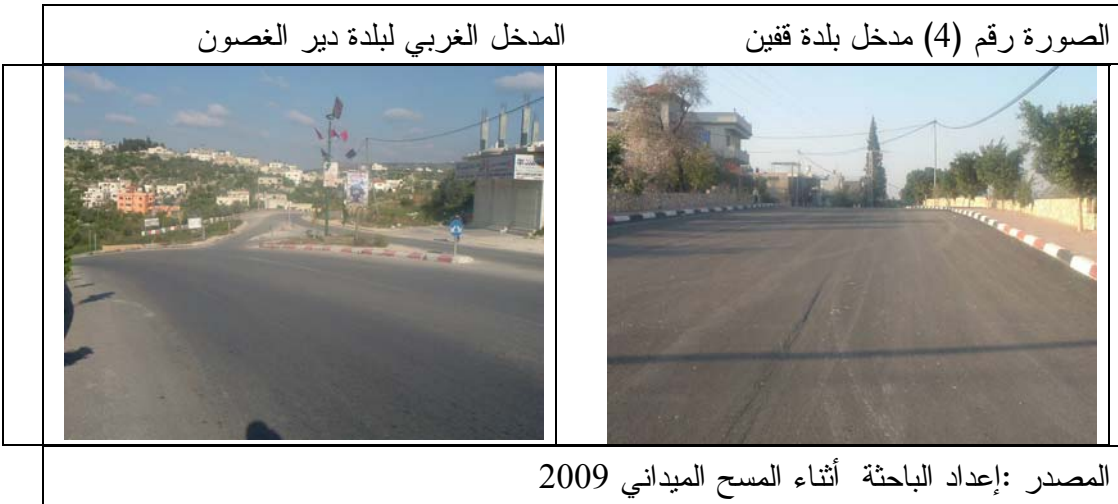 الصورة رقم (4) مدخل بلدة قفين المدخل الغربي لبلدة دير الغصون
المصدر :إعداد الباحثة أثناء المسح الميداني 2009